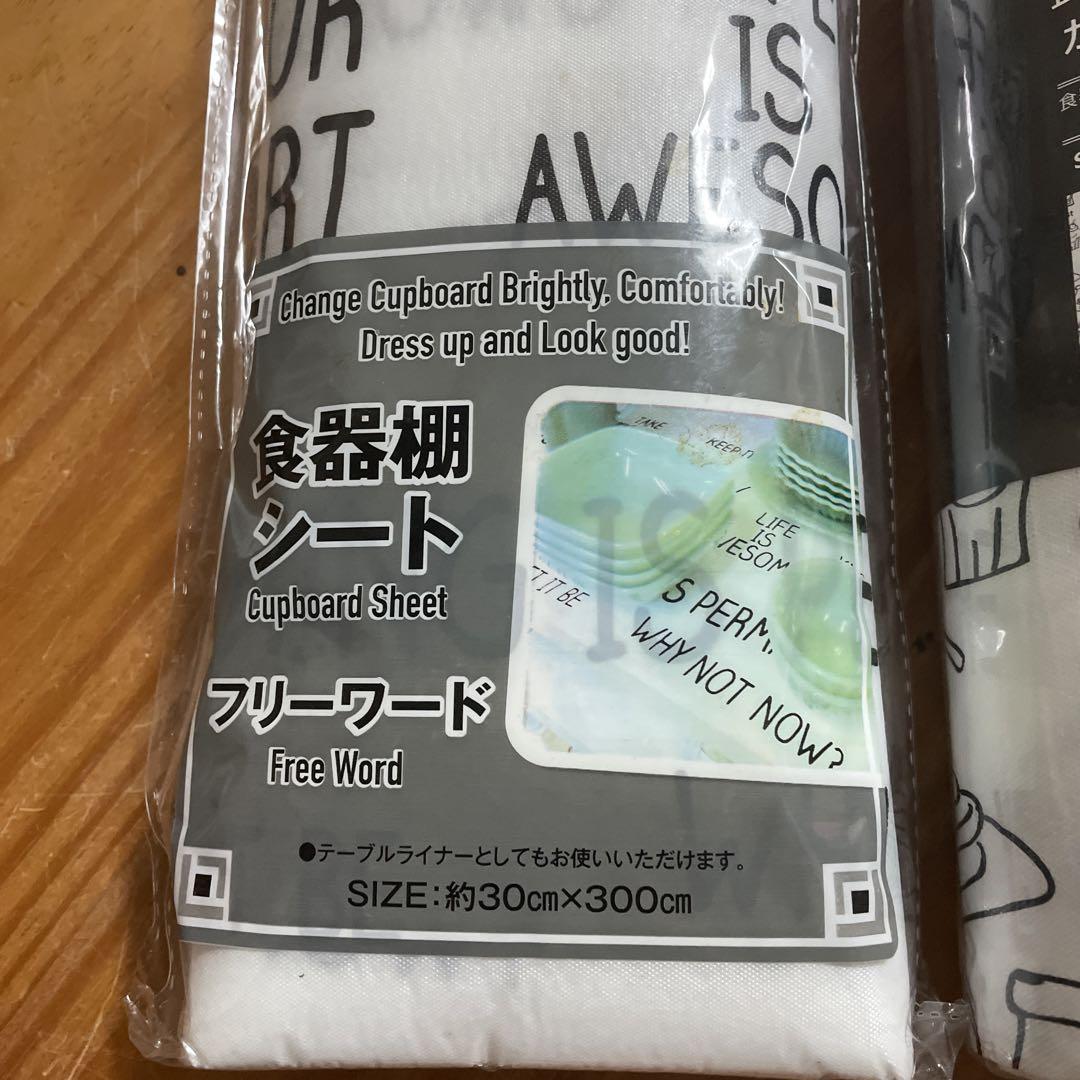 IS
AWESO
Change Cupboard Brightly, Comfortably!
Dress up and Look good!
食器棚
シート
Cupboard Sheet
フリーワード
Free Word
TAKE
KEEP
LIFE
IS
IT BE
S PERM
WHY NOT NOW?
●テーブルライナーとしてもお使いいただけます。
SIZE:約30㎝×300㎝
食